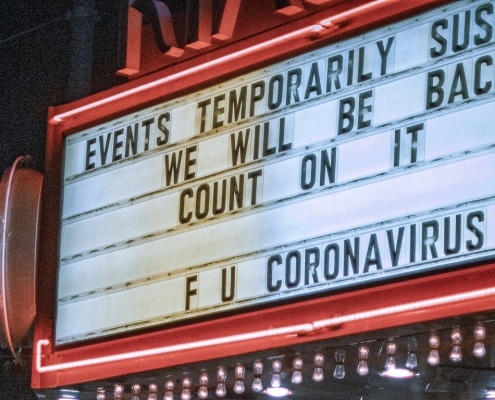 EVENTS TEMPORARILY SUS
WE WILL BE BAC
COUNT ON IT
F U CORONAVIRUS